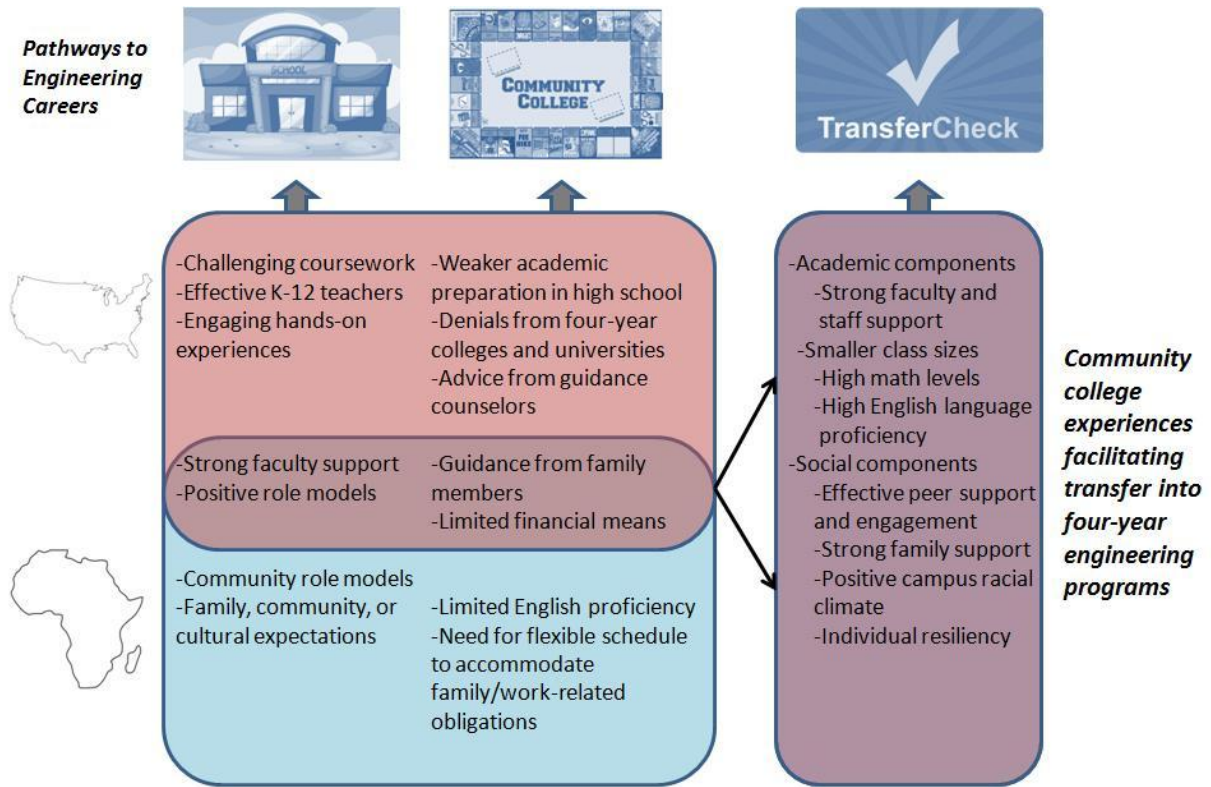 Pathways to
Engineering
Careers
SCHOOL
COMMUNITY
COLLEGE
TransferCheck
-Challenging coursework
-Effective K-12 teachers
-Engaging hands-on
experiences
-Weaker academic
preparation in high school
-Denials from four-year
colleges and universities
-Advice from guidance
counselors
-Strong faculty support
-Positive role models
-Guidance from family
members
-Limited financial means
-Community role models
-Family, community, or
cultural expectations
-Limited English proficiency
-Need for flexible schedule
to accommodate
family/work-related
obligations
-Academic components
-Strong faculty and
staff support
-Smaller class sizes
-High math levels
-High English language
proficiency
-Social components
-Effective peer support
and engagement
-Strong family support
-Positive campus racial
climate
-Individual resiliency
Community
college
experiences
facilitating
transfer into
four-year
engineering
programs